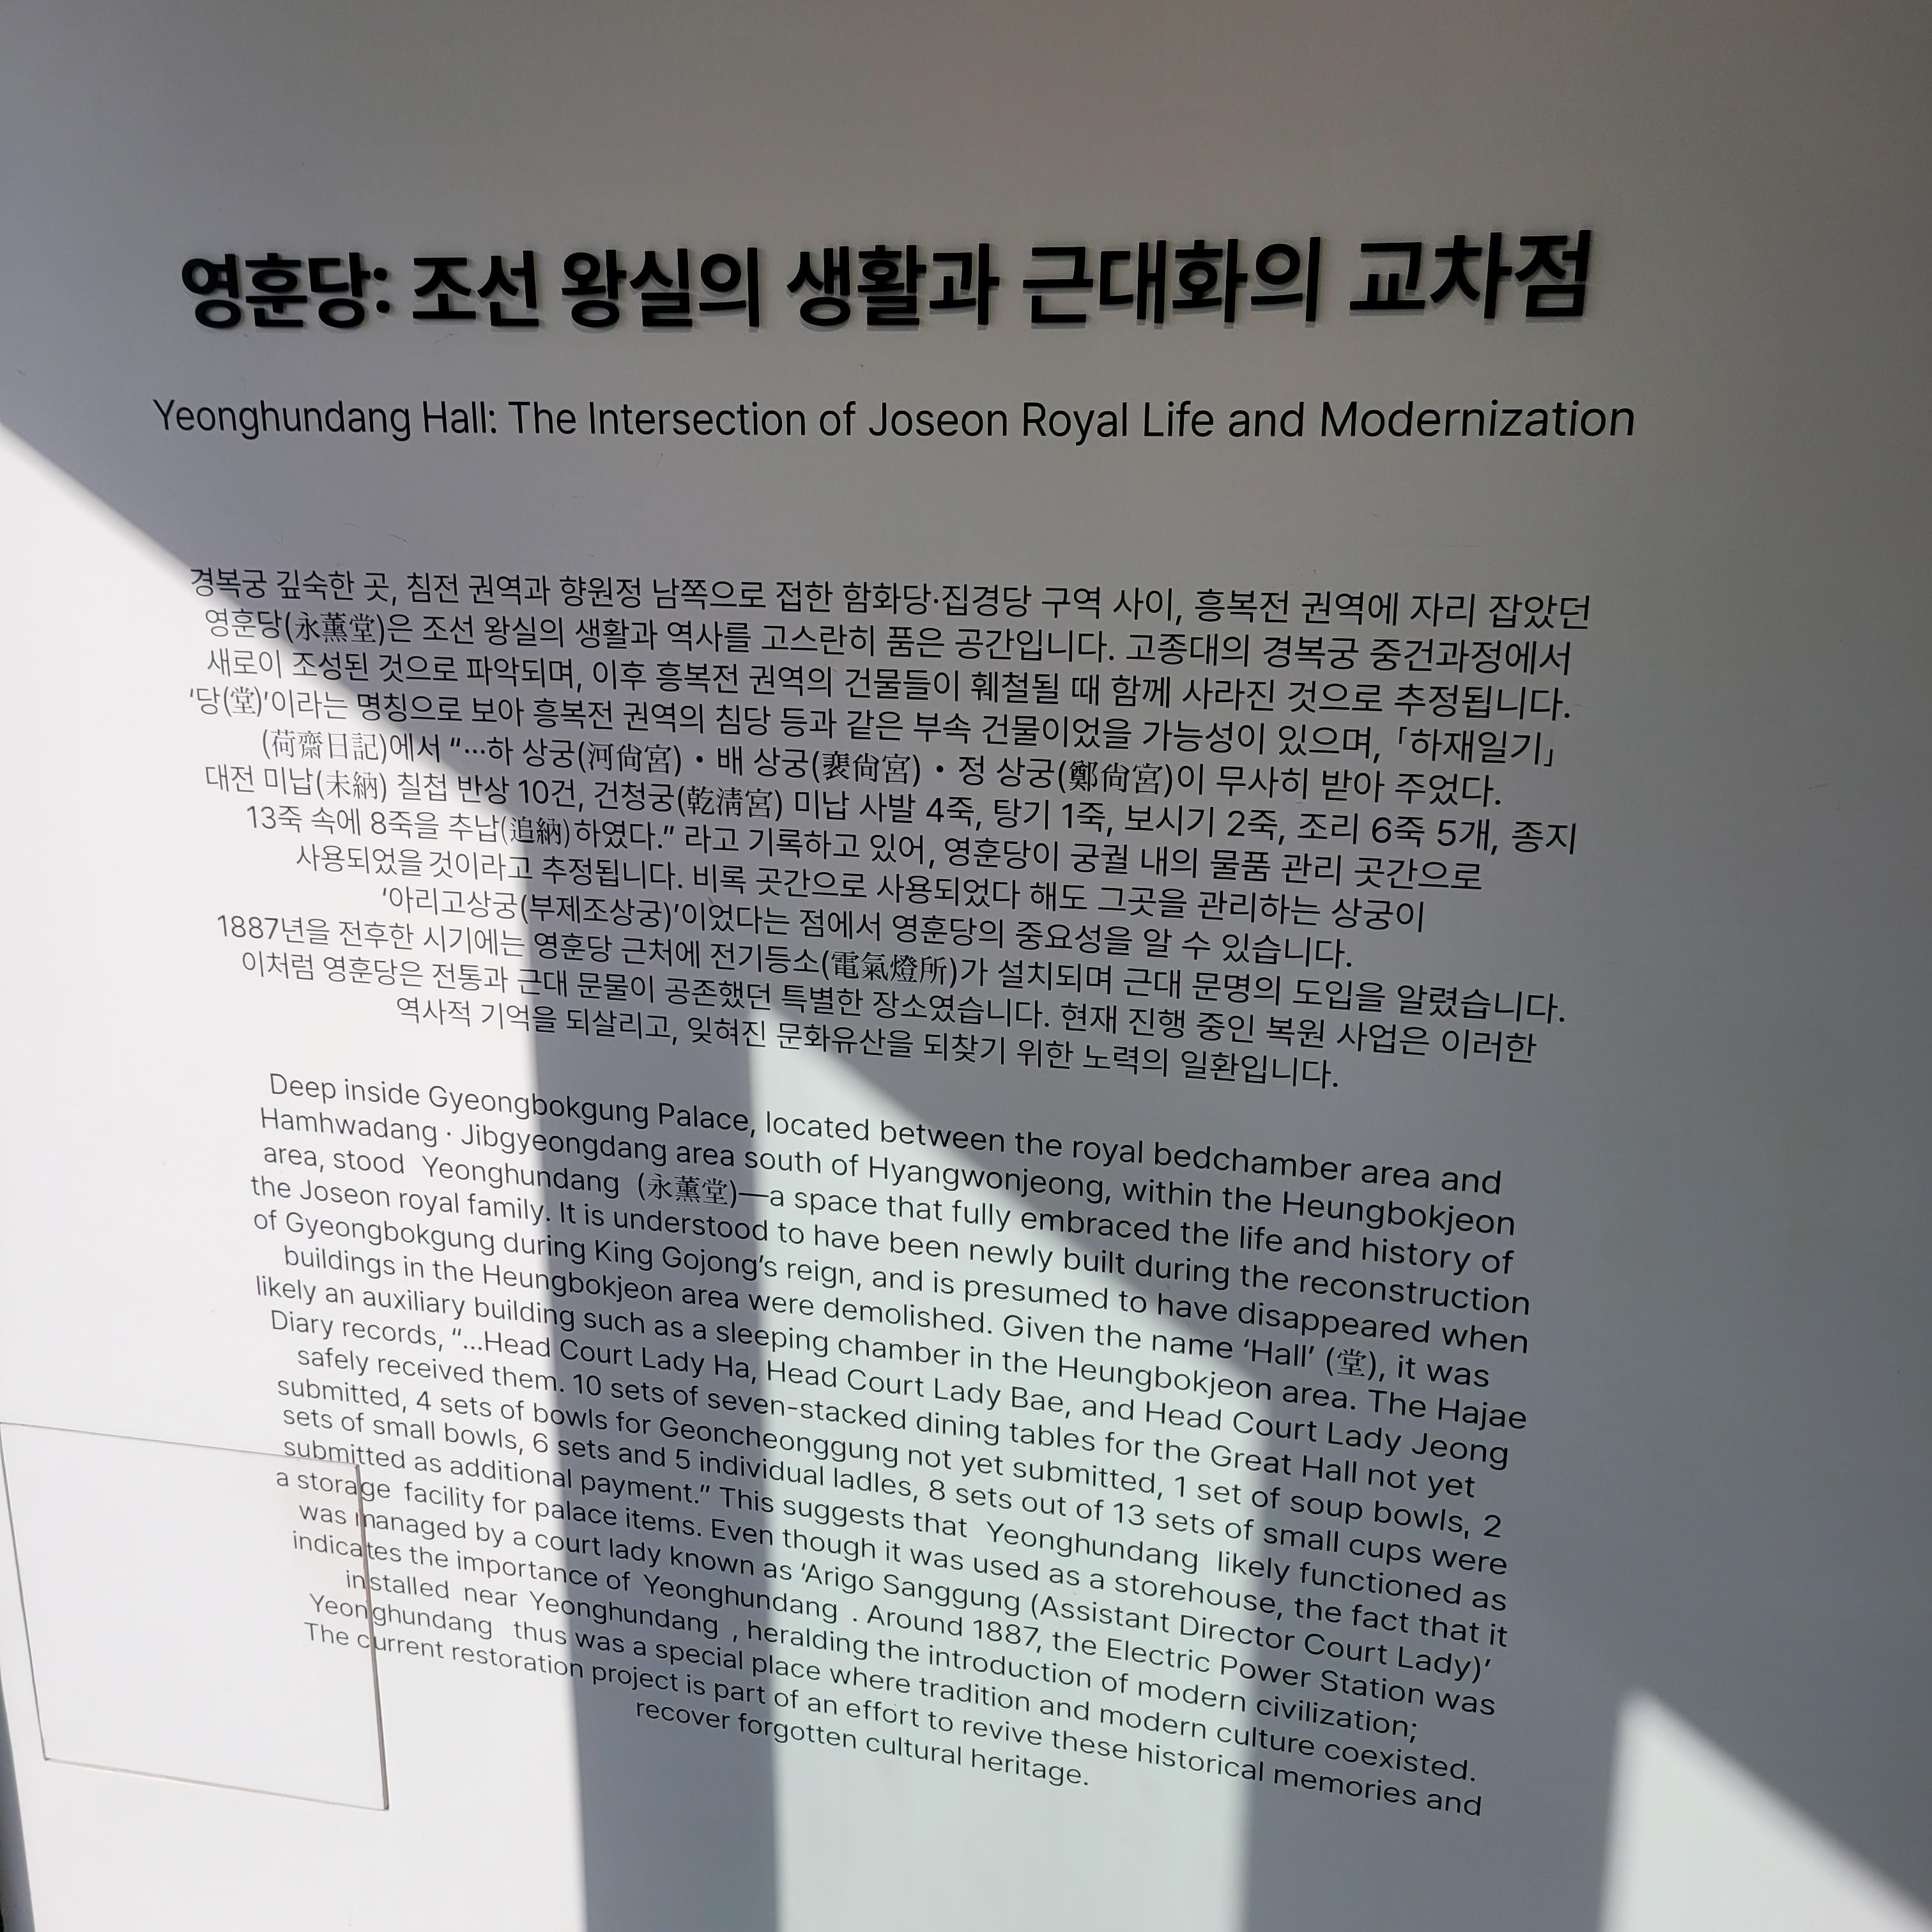 영훈당: 조선 왕실의 생활과 근대화의 교차점
Yeonghundang Hall: The Intersection of Joseon Royal Life and Modernization
경복궁 깊숙한 곳, 침전 권역과 향원정 남쪽으로 접한 함화당·집경당 구역 사이, 흥복전 권역에 자리 잡았던
영훈당(永薰堂)은 조선 왕실의 생활과 역사를 고스란히 품은 공간입니다. 고종대의 경복궁 중건과정에서
새로이 조성된 것으로 파악되며, 이후 흥복전 권역의 건물들이 훼철될 때 함께 사라진 것으로 추정됩니다.
‘당(堂)’이라는 명칭으로 보아 흥복전 권역의 침당 등과 같은 부속 건물이었을 가능성이 있으며, 「하재일기」
(荷齋日記)에서 “…하 상궁(河尙宮)・배 상궁(裵尙宮)・정 상궁(鄭尙宮)이 무사히 받아 주었다.
대전 미납(未納) 칠첩 반상 10건, 건청궁(乾淸宮) 미납 사발 4죽, 탕기 1죽, 보시기 2죽, 조리 6죽 5개, 종지
13죽 속에 8죽을 추납(追納)하였다.” 라고 기록하고 있어, 영훈당이 궁궐 내의 물품 관리 곳간으로
사용되었을 것이라고 추정됩니다. 비록 곳간으로 사용되었다 해도 그곳을 관리하는 상궁이
‘아리고상궁(부제조상궁)’이었다는 점에서 영훈당의 중요성을 알 수 있습니다.
1887년을 전후한 시기에는 영훈당 근처에 전기등소(電氣燈所)가 설치되며 근대 문명의 도입을 알렸습니다.
이처럼 영훈당은 전통과 근대 문물이 공존했던 특별한 장소였습니다. 현재 진행 중인 복원 사업은 이러한
역사적 기억을 되살리고, 잊혀진 문화유산을 되찾기 위한 노력의 일환입니다.
Deep inside Gyeongbokgung Palace, located between the royal bedchamber area and
Hamhwadang · Jibgyeongdang area south of Hyangwonjeong, within the Heungbokjeon
area, stood Yeonghundang (永薰堂)—a space that fully embraced the life and history of
the Joseon royal family. It is understood to have been newly built during the reconstruction
of Gyeongbokgung during King Gojong’s reign, and is presumed to have disappeared when
buildings in the Heungbokjeon area were demolished. Given the name ‘Hall’ (堂), it was
likely an auxiliary building such as a sleeping chamber in the Heungbokjeon area. The Hajae
Diary records, “...Head Court Lady Ha, Head Court Lady Bae, and Head Court Lady Jeong
safely received them. 10 sets of seven-stacked dining tables for the Great Hall not yet
submitted, 4 sets of bowls for Geoncheonggung not yet submitted, 1 set of soup bowls, 2
sets of small bowls, 6 sets and 5 individual ladles, 8 sets out of 13 sets of small cups were
submitted as additional payment.” This suggests that Yeonghundang likely functioned as
a storage facility for palace items. Even though it was used as a storehouse, the fact that it
was managed by a court lady known as ‘Arigo Sanggung (Assistant Director Court Lady)’
indicates the importance of Yeonghundang . Around 1887, the Electric Power Station was
installed near Yeonghundang , heralding the introduction of modern civilization;
Yeonghundang thus was a special place where tradition and modern culture coexisted.
The current restoration project is part of an effort to revive these historical memories and
recover forgotten cultural heritage.